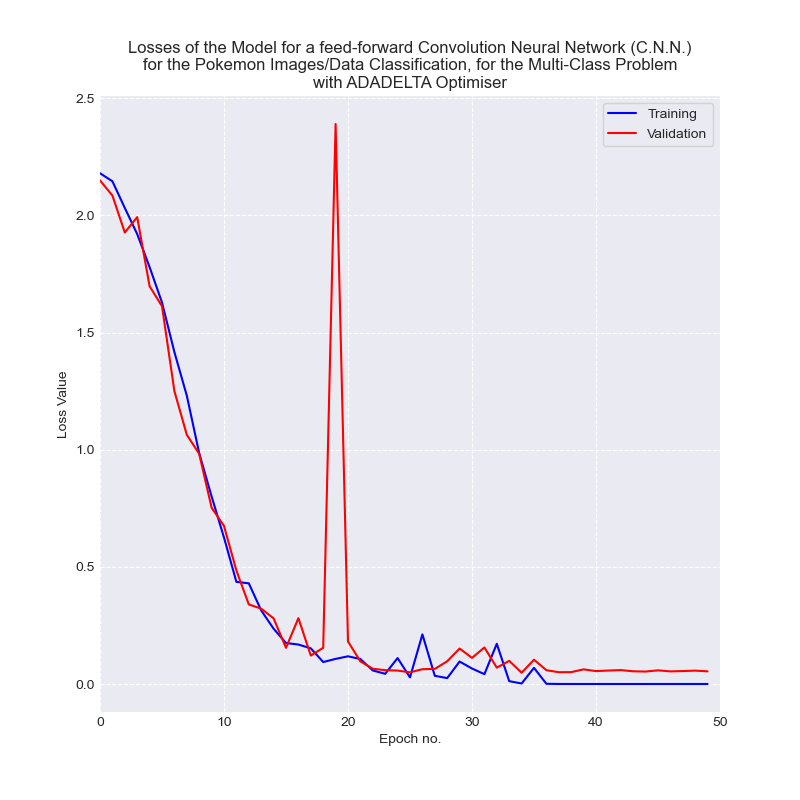 Losses of the Model for a feed-forward Convolution Neural Network (C.N.N.)
for the Pokemon Images/Data Classification, for the Multi-Class Problem
with ADADELTA Optimiser
Training
Validation
2.5
2.0
1.5
1.0
0.5
0.0
Loss Value
0 10 20 30 40 50
Epoch no.